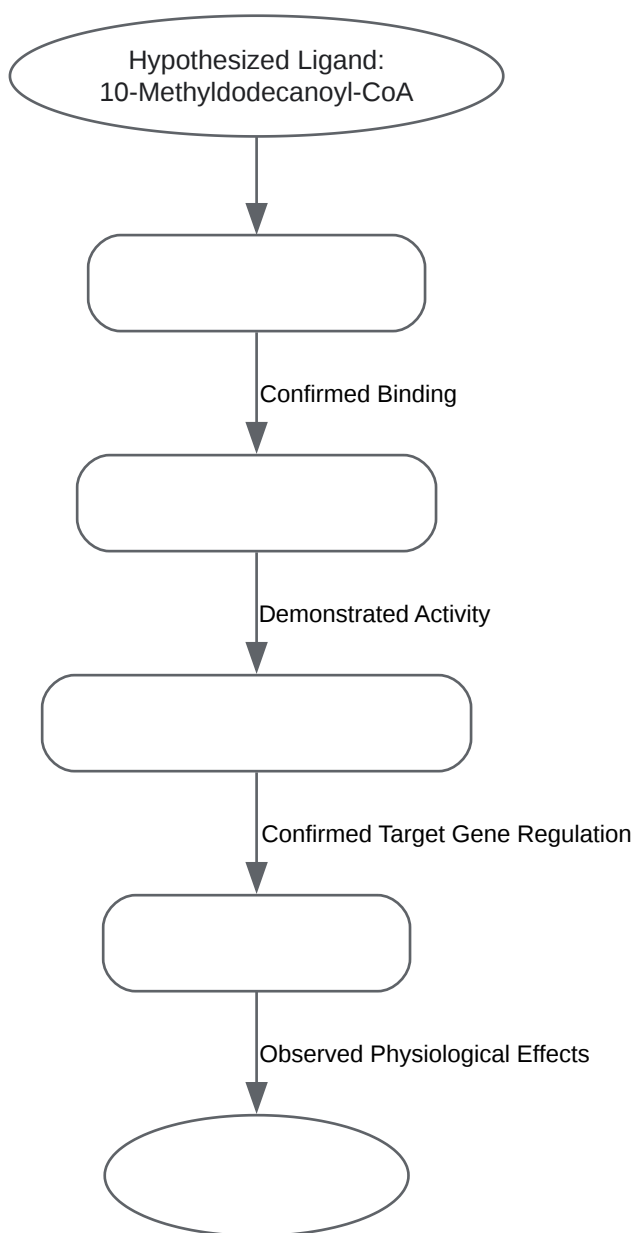 Hypothesized Ligand:
10-Methyldodecanoyl-CoA
Confirmed Binding
Demonstrated Activity
Confirmed Target Gene Regulation
Observed Physiological Effects